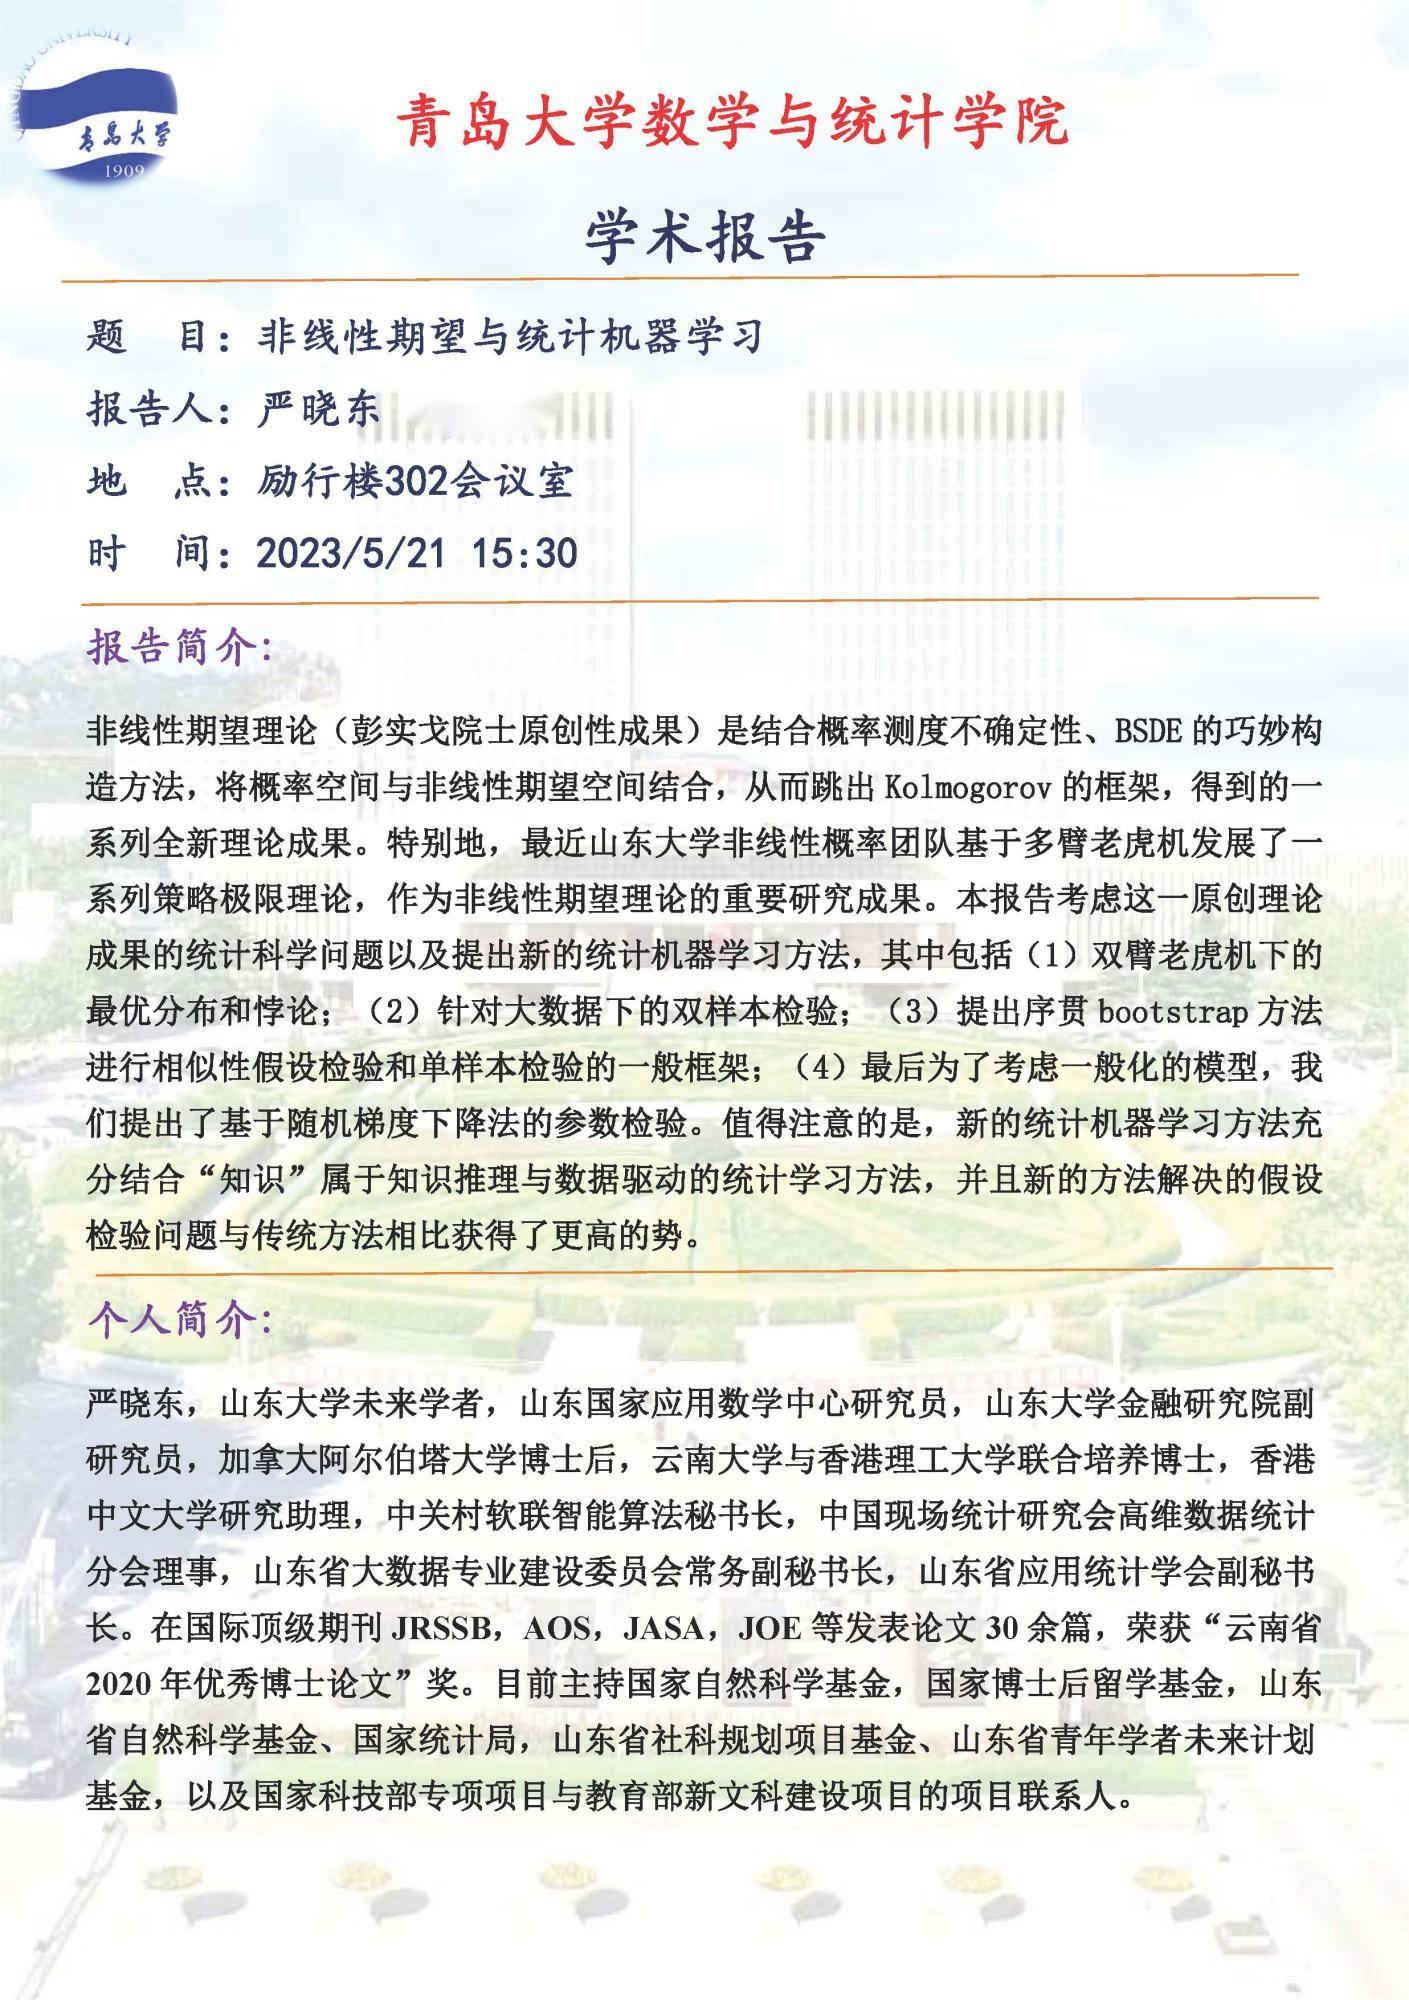 QINGDAO UNIVERSITY
青岛大学
1909
青岛大学数学与统计学院
学术报告
题 目：非线性期望与统计机器学习
报告人：严晓东
地 点：励行楼302会议室
时 间：2023/5/21 15:30
报告简介：
非线性期望理论（彭实戈院士原创性成果）是结合概率测度不确定性、BSDE 的巧妙构
造方法，将概率空间与非线性期望空间结合，从而跳出 Kolmogorov 的框架，得到的一
系列全新理论成果。特别地，最近山东大学非线性概率团队基于多臂老虎机发展了一
系列策略极限理论，作为非线性期望理论的重要研究成果。本报告考虑这一原创理论
成果的统计科学问题以及提出新的统计机器学习方法，其中包括（1）双臂老虎机下的
最优分布和悖论；（2）针对大数据下的双样本检验；（3）提出序贯 bootstrap 方法
进行相似性假设检验和单样本检验的一般框架；（4）最后为了考虑一般化的模型，我
们提出了基于随机梯度下降法的参数检验。值得注意的是，新的统计机器学习方法充
分结合“知识”属于知识推理与数据驱动的统计学习方法，并且新的方法解决的假设
检验问题与传统方法相比获得了更高的势。
个人简介：
严晓东，山东大学未来学者，山东国家应用数学中心研究员，山东大学金融研究院副
研究员，加拿大阿尔伯塔大学博士后，云南大学与香港理工大学联合培养博士，香港
中文大学研究助理，中关村软联智能算法秘书长，中国现场统计研究会高维数据统计
分会理事，山东省大数据专业建设委员会常务副秘书长，山东省应用统计学会副秘书
长。在国际顶级期刊 JRSSB，AOS，JASA，JOE 等发表论文 30 余篇，荣获“云南省
2020 年优秀博士论文”奖。目前主持国家自然科学基金，国家博士后留学基金，山东
省自然科学基金、国家统计局，山东省社科规划项目基金、山东省青年学者未来计划
基金，以及国家科技部专项项目与教育部新文科建设项目的项目联系人。